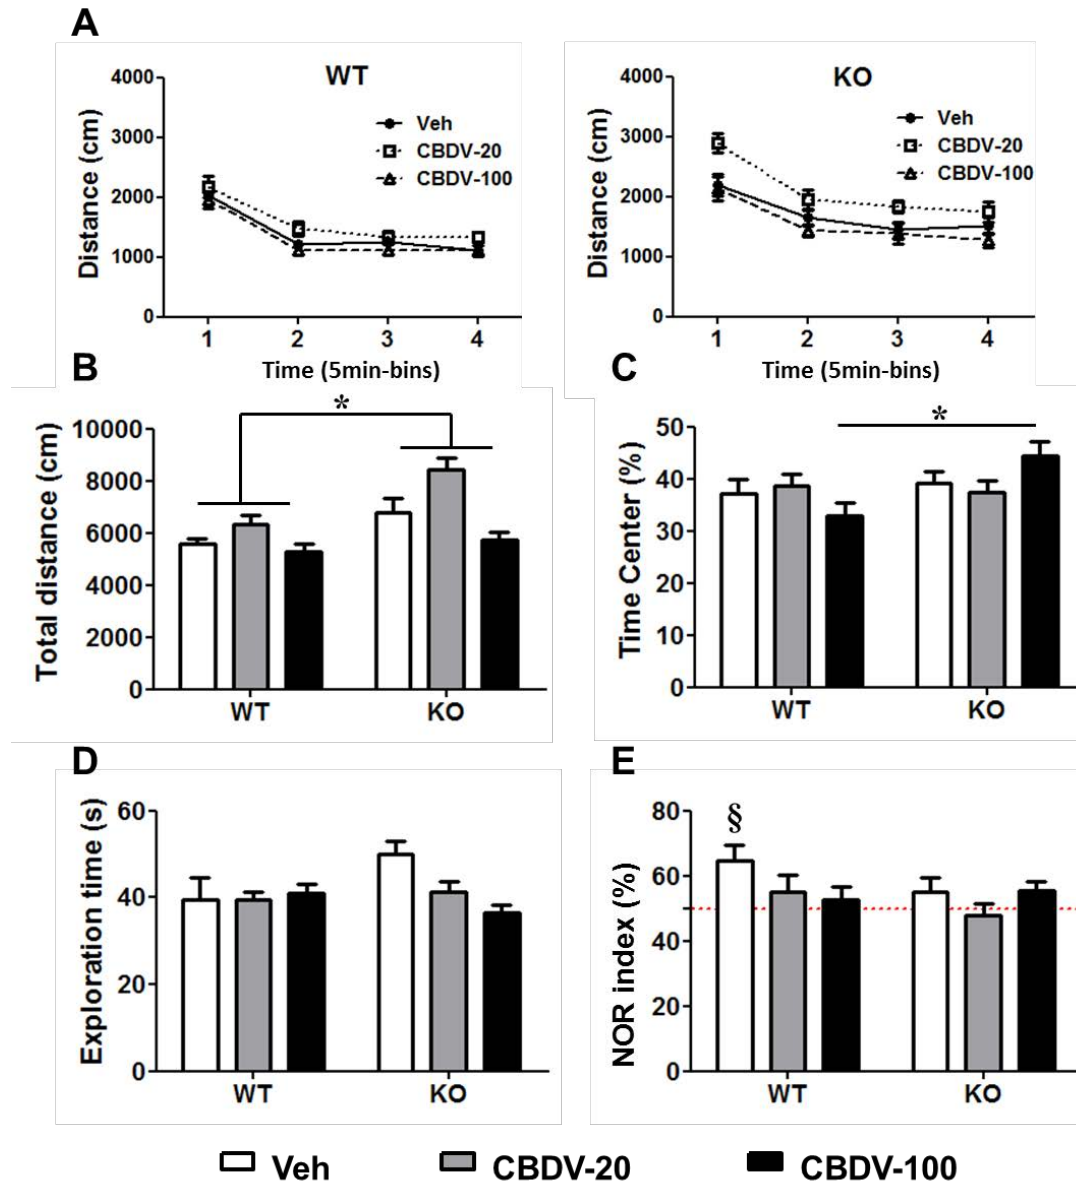 A
WT
4000
3000
2000
1000
0
Distance (cm)
Veh
CBDV-20
CBDV-100
1 2 3 4
Time (5min-bins)
KO
4000
3000
2000
1000
0
Distance (cm)
Veh
CBDV-20
CBDV-100
1 2 3 4
Time (5min-bins)
B
*
10000
8000
6000
4000
2000
0
Total distance (cm)
WT KO
C
*
50
40
30
20
10
0
Time Center (%)
WT KO
D
60
40
20
0
Exploration time (s)
WT KO
E
§
80
60
40
20
0
NOR index (%)
WT KO
Veh CBDV-20 CBDV-100